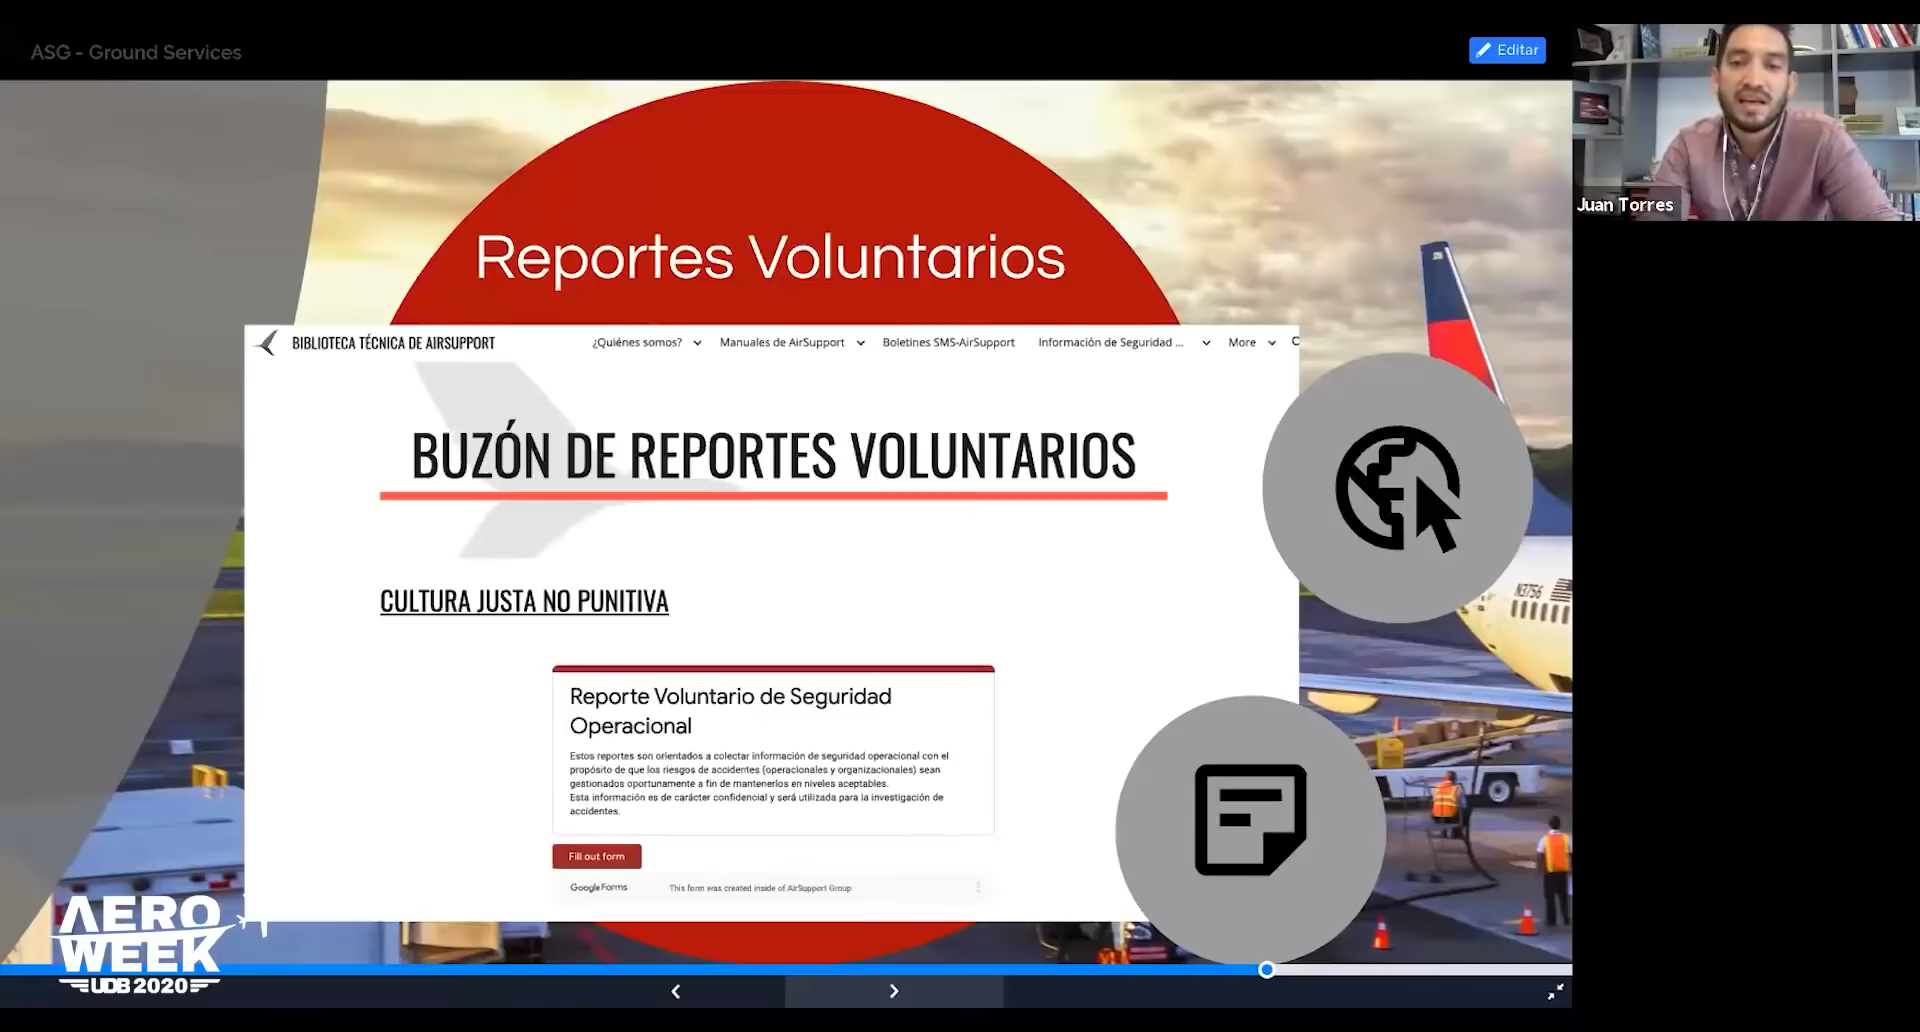 ASG - Ground Services
Editar
Juan Torres
Reportes Voluntarios
BIBLIOTECA TÉCNICA DE AIRSUPPORT
¿Quiénes somos?
Manuales de AirSupport
Boletines SMS-AirSupport
Información de Seguridad ...
More
BUZÓN DE REPORTES VOLUNTARIOS
CULTURA JUSTA NO PUNITIVA
Reporte Voluntario de Seguridad
Operacional
Estos reportes son orientados a colectar información de seguridad operacional con el
propósito de que los riesgos de accidentes (operacionales y organizacionales) sean
gestionados oportunamente a fin de mantenerlos en niveles aceptables.
Esta información es de carácter confidencial y será utilizada para la investigación de
accidentes.
Fill out form
Google Forms
This form was created inside of AirSupport Group
N3756
AERO
WEEK
UDB 2020